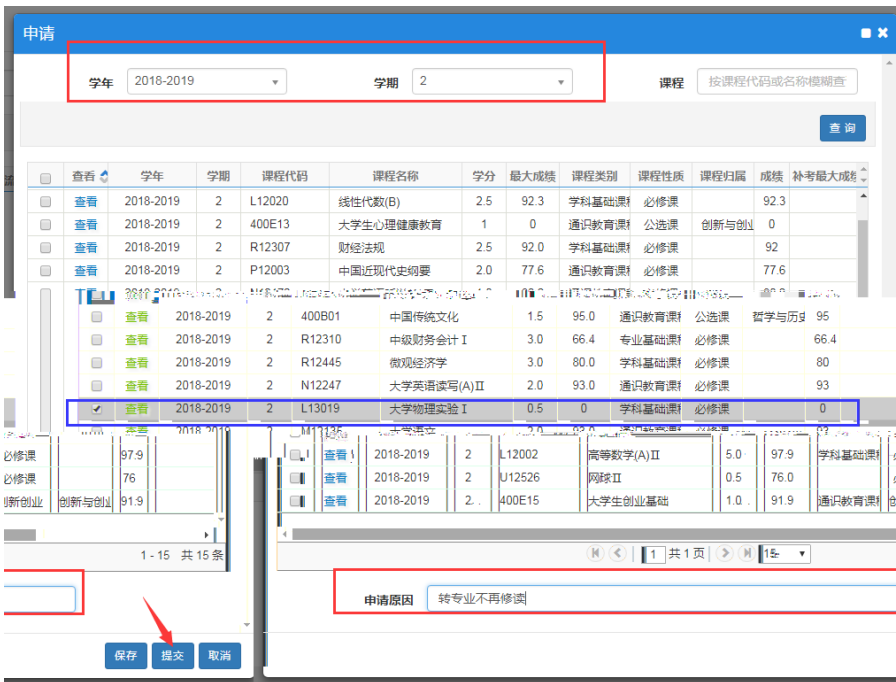 申请
学年 2018-2019 学期 2 课程 按课程代码或名称模糊查
查 询
查看 学年 学期 课程代码 课程名称 学分 最大成绩 课程类别 课程性质 课程归属 成绩 补考最大成绩
查看 2018-2019 2 L12020 线性代数(B) 2.5 92.3 学科基础课程 必修课 92.3
查看 2018-2019 2 400E13 大学生心理健康教育 1 0 通识教育课程 公选课 创新与创业 0
查看 2018-2019 2 R12307 财经法规 2.5 92.0 学科基础课程 必修课 92
查看 2018-2019 2 P12003 中国近现代史纲要 2.0 77.6 通识教育课程 必修课 77.6
查看 2018-2019 2 400B01 中国传统文化 1.5 95.0 通识教育课程 公选课 哲学与历史 95
查看 2018-2019 2 R12310 中级财务会计 I 3.0 66.4 专业基础课程 必修课 66.4
查看 2018-2019 2 R12445 微观经济学 3.0 80.0 学科基础课程 必修课 80
查看 2018-2019 2 N12247 大学英语读写(A)II 2.0 93.0 通识教育课程 必修课 93
查看 2018-2019 2 L13019 大学物理实验 I 0.5 0 学科基础课程 必修课 0
必修课 97.9 查看 2018-2019 2 L12002 高等数学(A)II 5.0 97.9 学科基础课程
必修课 76 查看 2018-2019 2 U12526 网球II 0.5 76.0
创新创业 创新与创业 91.9 查看 2018-2019 2 400E15 大学生创业基础 1.0 91.9 通识教育课程
1 - 15 共 15 条 1 共 1 页 15
申请原因 转专业不再修读
保存 提交 取消